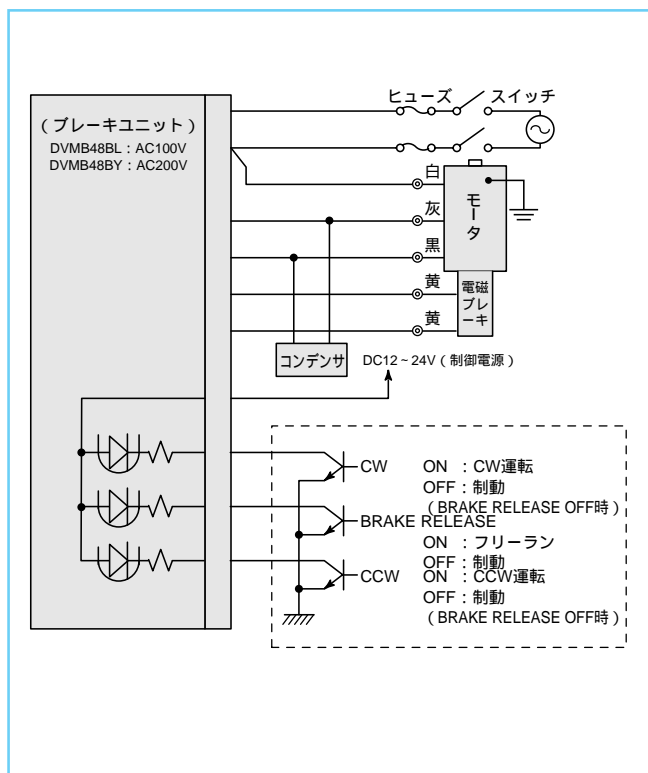 ヒューズ
スイッチ
(ブレーキユニット)
DVMB48BL:AC100V
DVMB48BY:AC200V
白
灰
黒
黄
黄
モータ
電磁
ブレ
ーキ
コンデンサ
DC12~24V(制御電源)
CW
ON :CW運転
OFF:制動
(BRAKE RELEASE OFF時)
BRAKE RELEASE
ON :フリーラン
OFF:制動
CCW
ON :CCW運転
OFF:制動
(BRAKE RELEASE OFF時)